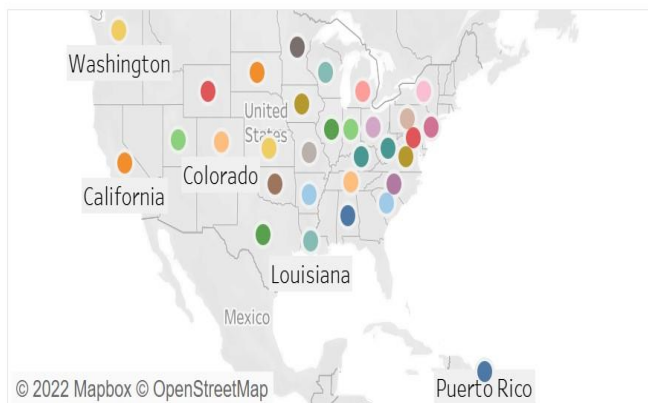 Washington
United
States
Colorado
California
Louisiana
Mexico
© 2022 Mapbox © OpenStreetMap
Puerto Rico